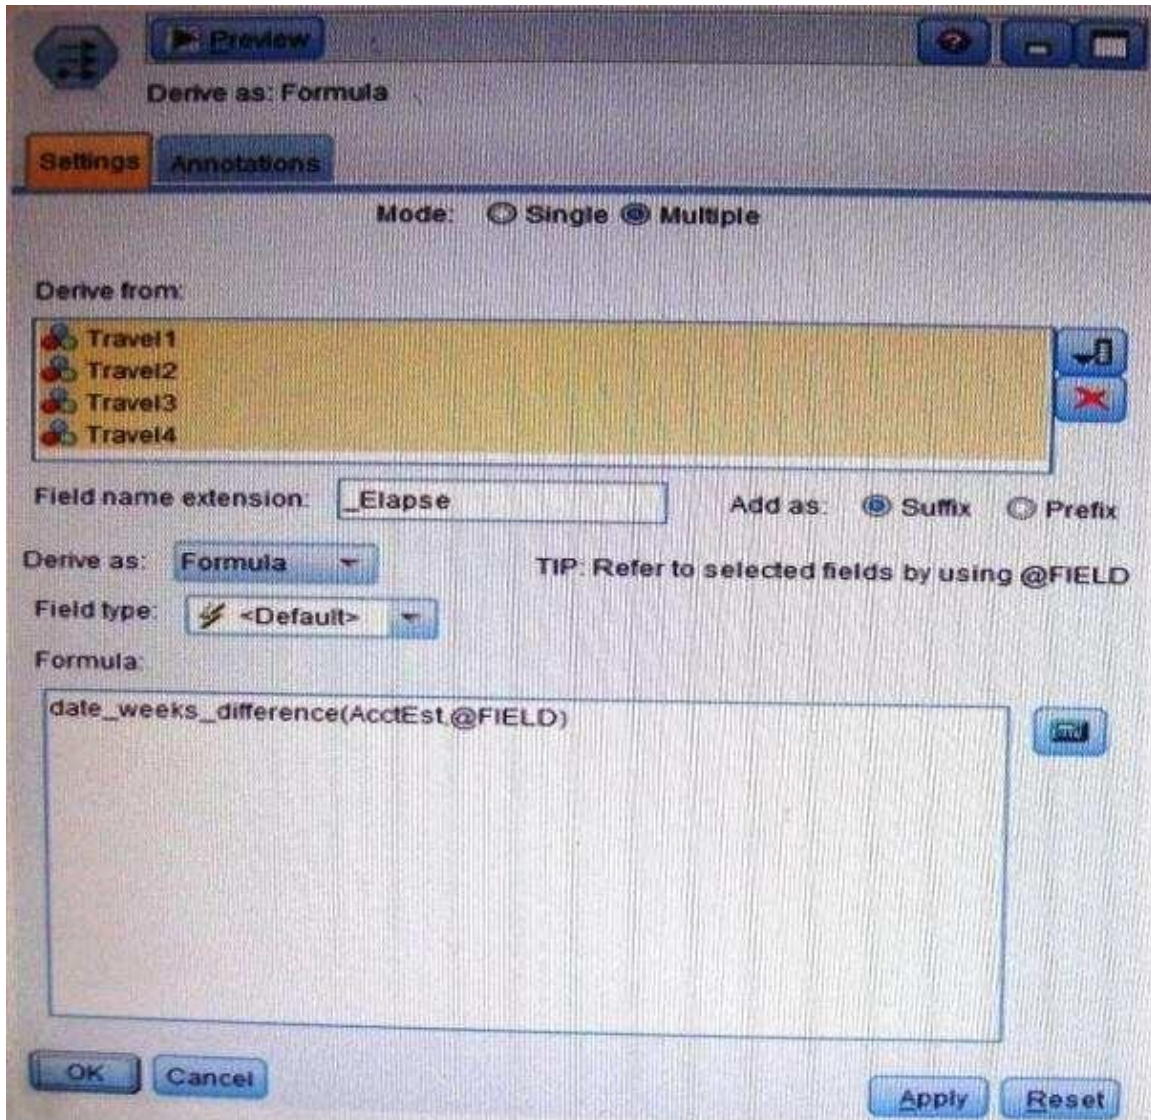 Preview
Derive as: Formula
Settings Annotations
Mode: Single Multiple
Derive from:
Travel1
Travel2
Travel3
Travel4
Field name extension: _Elapse Add as: Suffix Prefix
Derive as: Formula TIP: Refer to selected fields by using @FIELD
Field type: <Default>
Formula:
date_weeks_difference(AcctEst,@FIELD)
OK Cancel
Apply Reset